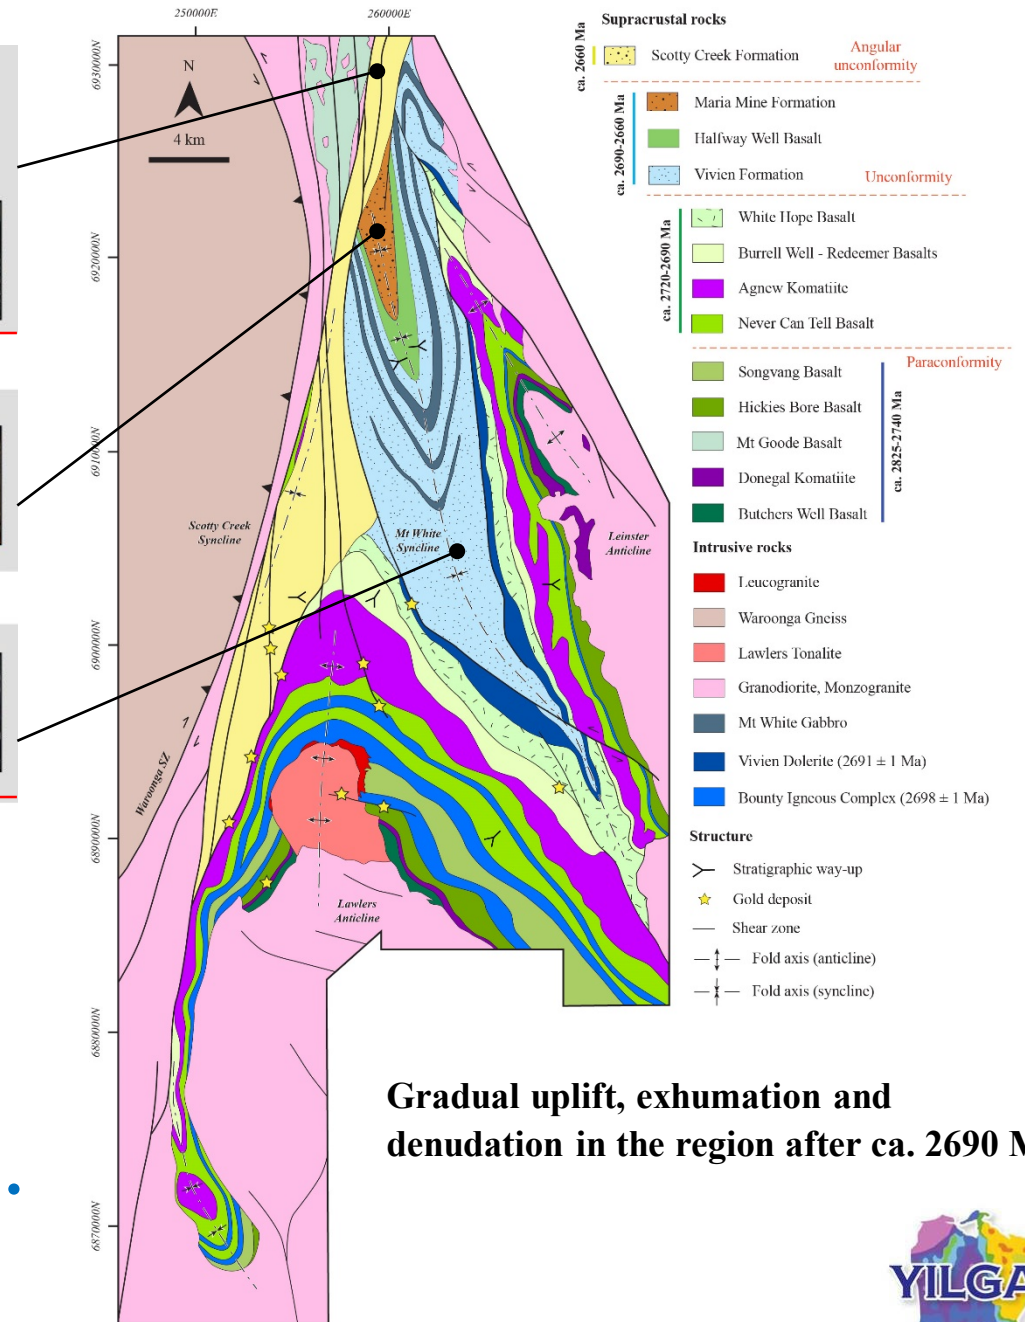 250000E
260000E
6930000N
6920000N
6910000N
6900000N
6890000N
6880000N
6870000N
N
4 km
Scotty Creek
Syncline
Mt White
Syncline
Leinster
Anticline
Waroonga SZ
Lawlers
Anticline
Supracrustal rocks
ca. 2660 Ma
Scotty Creek Formation
Angular
unconformity
ca. 2690-2660 Ma
Maria Mine Formation
Halfway Well Basalt
Vivien Formation
Unconformity
ca. 2720-2690 Ma
White Hope Basalt
Burrell Well - Redeemer Basalts
Agnew Komatiite
Never Can Tell Basalt
Paraconformity
Songvang Basalt
Hickies Bore Basalt
Mt Goode Basalt
Donegal Komatiite
Butchers Well Basalt
ca. 2825-2740 Ma
Intrusive rocks
Leucogranite
Waroonga Gneiss
Lawlers Tonalite
Granodiorite, Monzogranite
Mt White Gabbro
Vivien Dolerite (2691 ± 1 Ma)
Bounty Igneous Complex (2698 ± 1 Ma)
Structure
Stratigraphic way-up
Gold deposit
Shear zone
Fold axis (anticline)
Fold axis (syncline)
Gradual uplift, exhumation and
denudation in the region after ca. 2690 M
YILGA